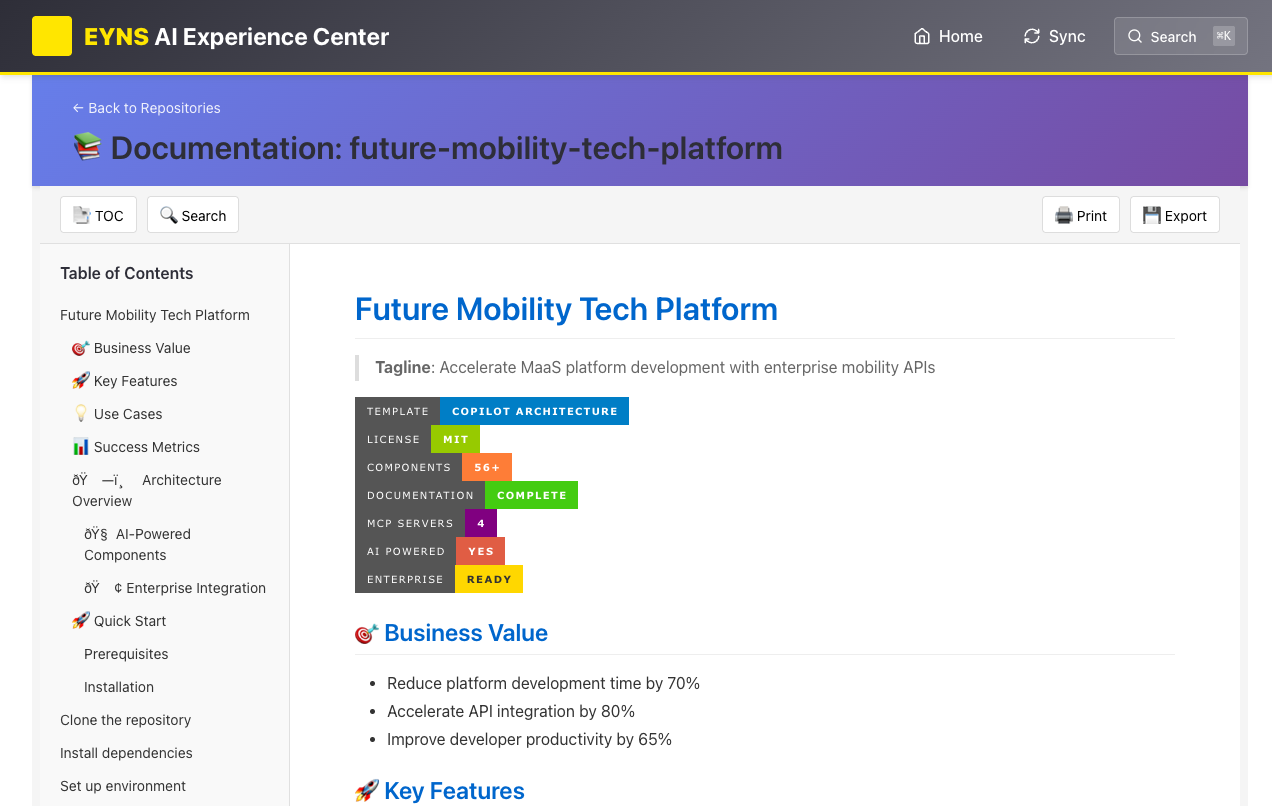 EYNS AI Experience Center
Home
Sync
Search ⌘K
← Back to Repositories
📚 Documentation: future-mobility-tech-platform
📑 TOC
🔍 Search
🖨️ Print
💾 Export
Table of Contents
Future Mobility Tech Platform
🎯 Business Value
🚀 Key Features
💡 Use Cases
📊 Success Metrics
ðŸ —ï¸ Architecture
Overview
ðŸ§ AI-Powered
Components
ðŸ ¢ Enterprise Integration
🚀 Quick Start
Prerequisites
Installation
Clone the repository
Install dependencies
Set up environment
Future Mobility Tech Platform
Tagline: Accelerate MaaS platform development with enterprise mobility APIs
TEMPLATE COPILOT ARCHITECTURE
LICENSE MIT
COMPONENTS 56+
DOCUMENTATION COMPLETE
MCP SERVERS 4
AI POWERED YES
ENTERPRISE READY
🎯 Business Value
• Reduce platform development time by 70%
• Accelerate API integration by 80%
• Improve developer productivity by 65%
🚀 Key Features